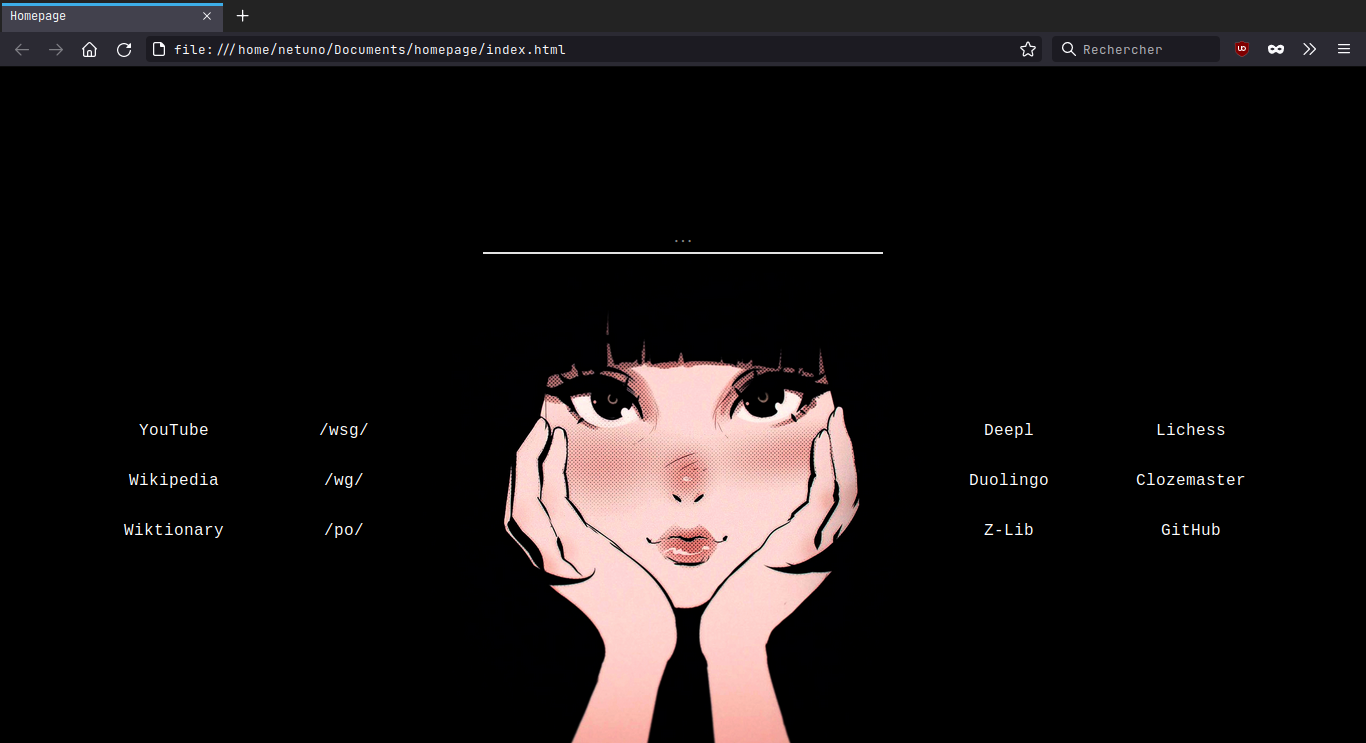 Homepage
file:///home/netuno/Documents/homepage/index.html
Rechercher
...
YouTube /wsg/ Deepl Lichess
Wikipedia /wg/ Duolingo Clozemaster
Wiktionary /po/ Z-Lib GitHub